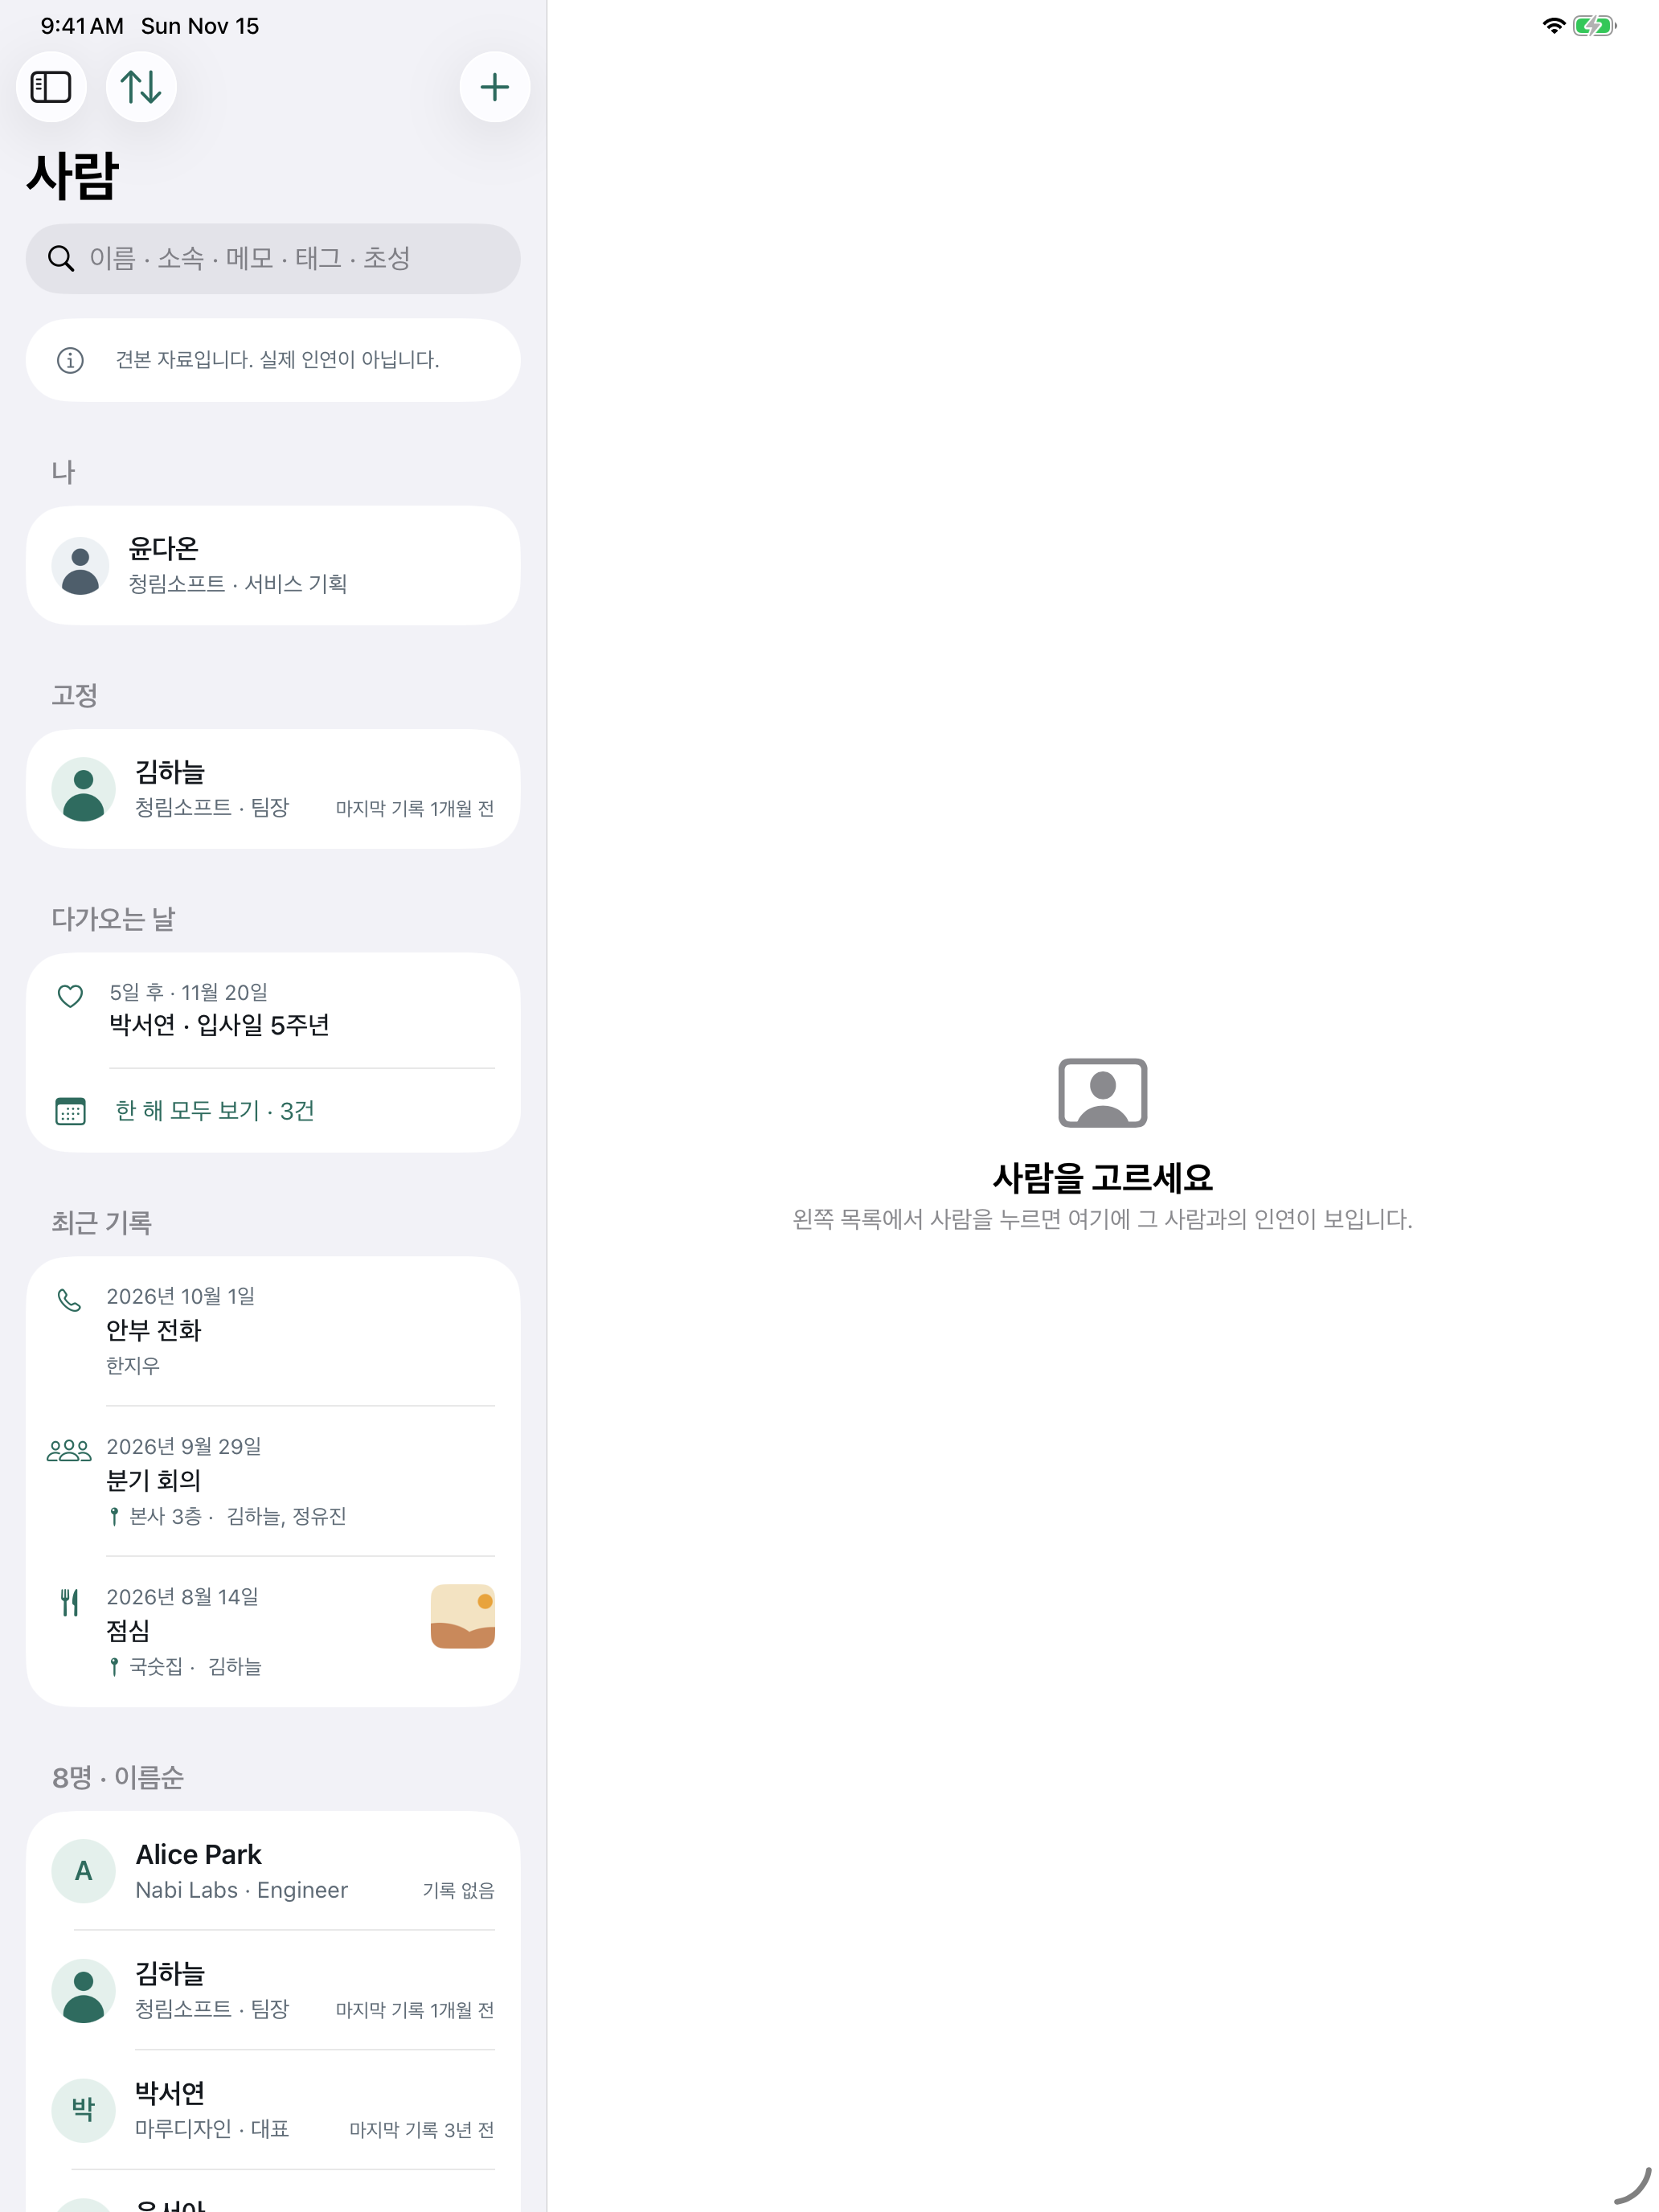 9:41 AM Sun Nov 15
사람
이름 · 소속 · 메모 · 태그 · 초성
견본 자료입니다. 실제 인연이 아닙니다.
나
윤다온
청림소프트 · 서비스 기획
고정
김하늘
청림소프트 · 팀장 마지막 기록 1개월 전
다가오는 날
5일 후 · 11월 20일
박서연 · 입사일 5주년
한 해 모두 보기 · 3건
최근 기록
2026년 10월 1일
안부 전화
한지우
2026년 9월 29일
분기 회의
본사 3층 · 김하늘, 정유진
2026년 8월 14일
점심
국숫집 · 김하늘
8명 · 이름순
A
Alice Park
Nabi Labs · Engineer 기록 없음
김하늘
청림소프트 · 팀장 마지막 기록 1개월 전
박
박서연
마루디자인 · 대표 마지막 기록 3년 전
사람을 고르세요
왼쪽 목록에서 사람을 누르면 여기에 그 사람과의 인연이 보입니다.